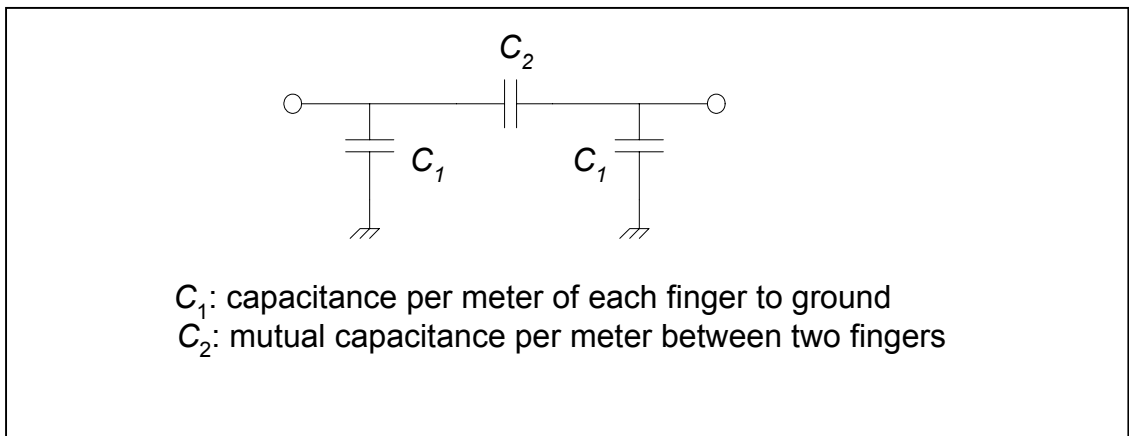 C₂
C₁
C₁
C₁: capacitance per meter of each finger to ground
C₂: mutual capacitance per meter between two fingers